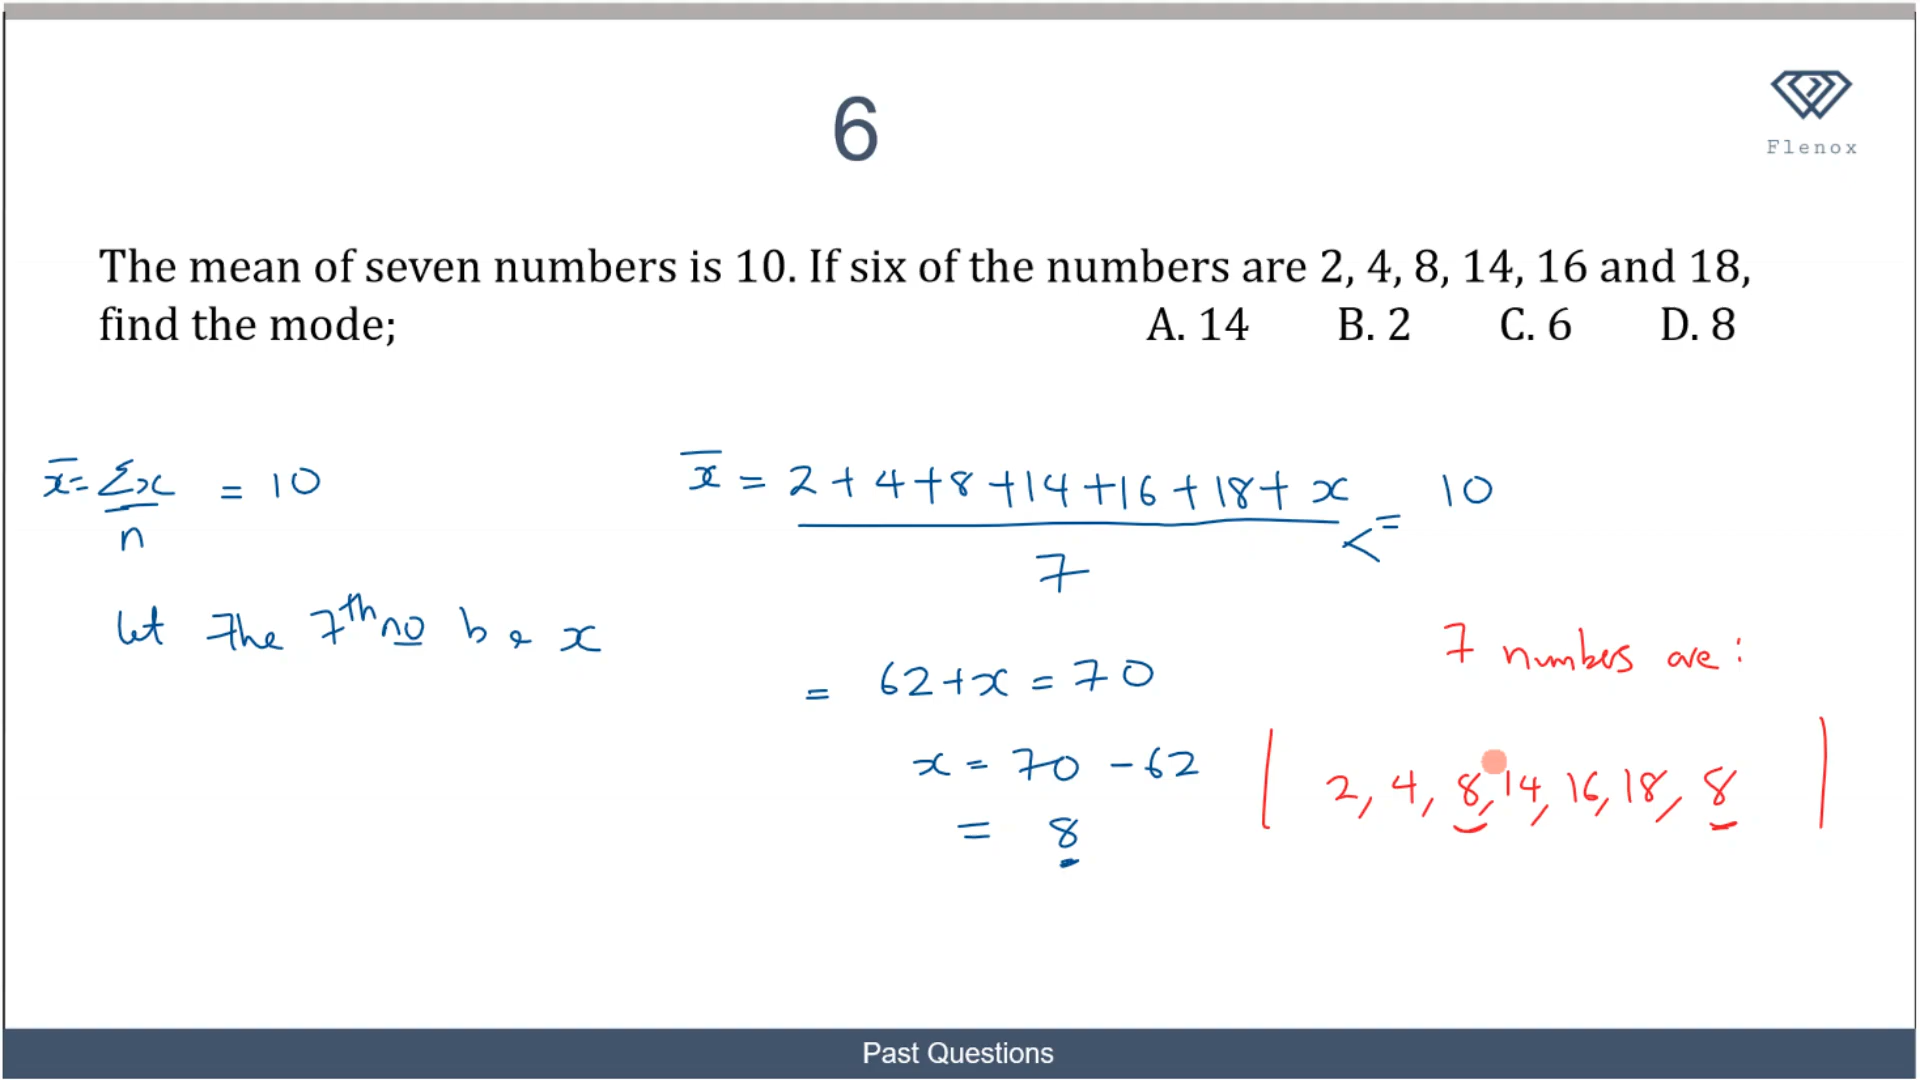 6
Flenox
The mean of seven numbers is 10. If six of the numbers are 2, 4, 8, 14, 16 and 18,
find the mode; A. 14 B. 2 C. 6 D. 8
x̄ = Σx/n = 10
x̄ = 2 + 4 + 8 + 14 + 16 + 18 + x = 10
7
let the 7th no be x
7 numbers are:
= 62 + x = 70
x = 70 - 62
2, 4, 8, 14, 16, 18, 8
= 8
Past Questions